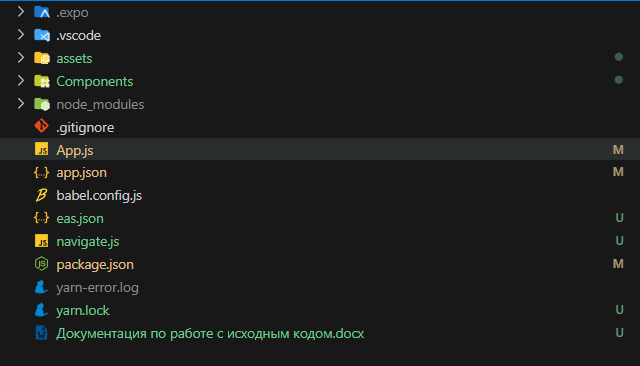 .expo
.vscode
assets
Components
node_modules
.gitignore
App.js M
app.json M
babel.config.js
eas.json U
navigate.js U
package.json M
yarn-error.log
yarn.lock U
Документация по работе с исходным кодом.docx U